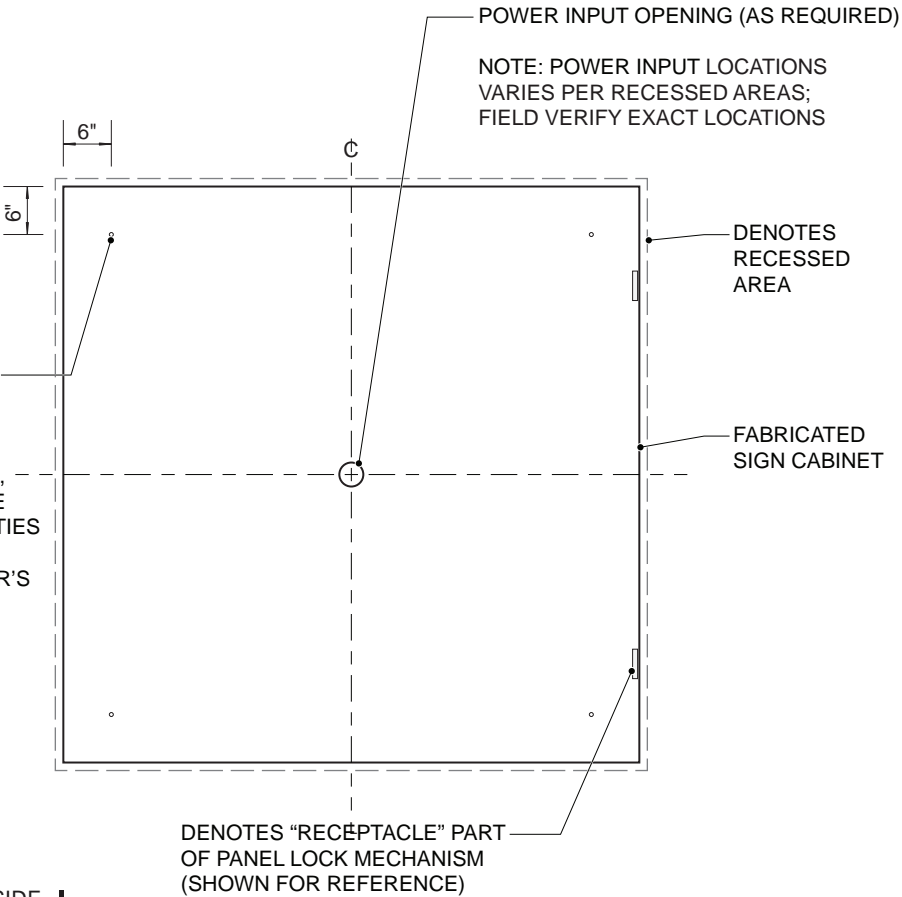 POWER INPUT OPENING (AS REQUIRED)
NOTE: POWER INPUT LOCATIONS
VARIES PER RECESSED AREAS;
FIELD VERIFY EXACT LOCATIONS
6"
℄
6"
DENOTES
RECESSED
AREA
FABRICATED
SIGN CABINET
,
E
TIES
R'S
DENOTES “RECEPTACLE” PART
OF PANEL LOCK MECHANISM
(SHOWN FOR REFERENCE)
SIDE